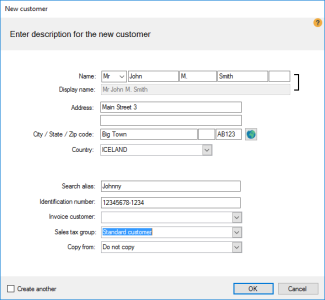 New customer
Enter description for the new customer
?
Name: Mr John M. Smith
Display name: Mr John M. Smith
Address: Main Street 3
City / State / Zip code: Big Town AB123
Country: ICELAND
Search alias: Johnny
Identification number: 12345678-1234
Invoice customer:
Sales tax group: Standard customer
Copy from: Do not copy
Create another OK Cancel